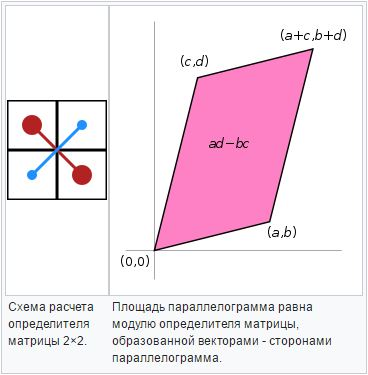 (a+c,b+d)
(c,d)
ad−bc
(a,b)
(0,0)
Схема расчета
определителя
матрицы 2×2.
Площадь параллелограмма равна
модулю определителя матрицы,
образованной векторами - сторонами
параллелограмма.